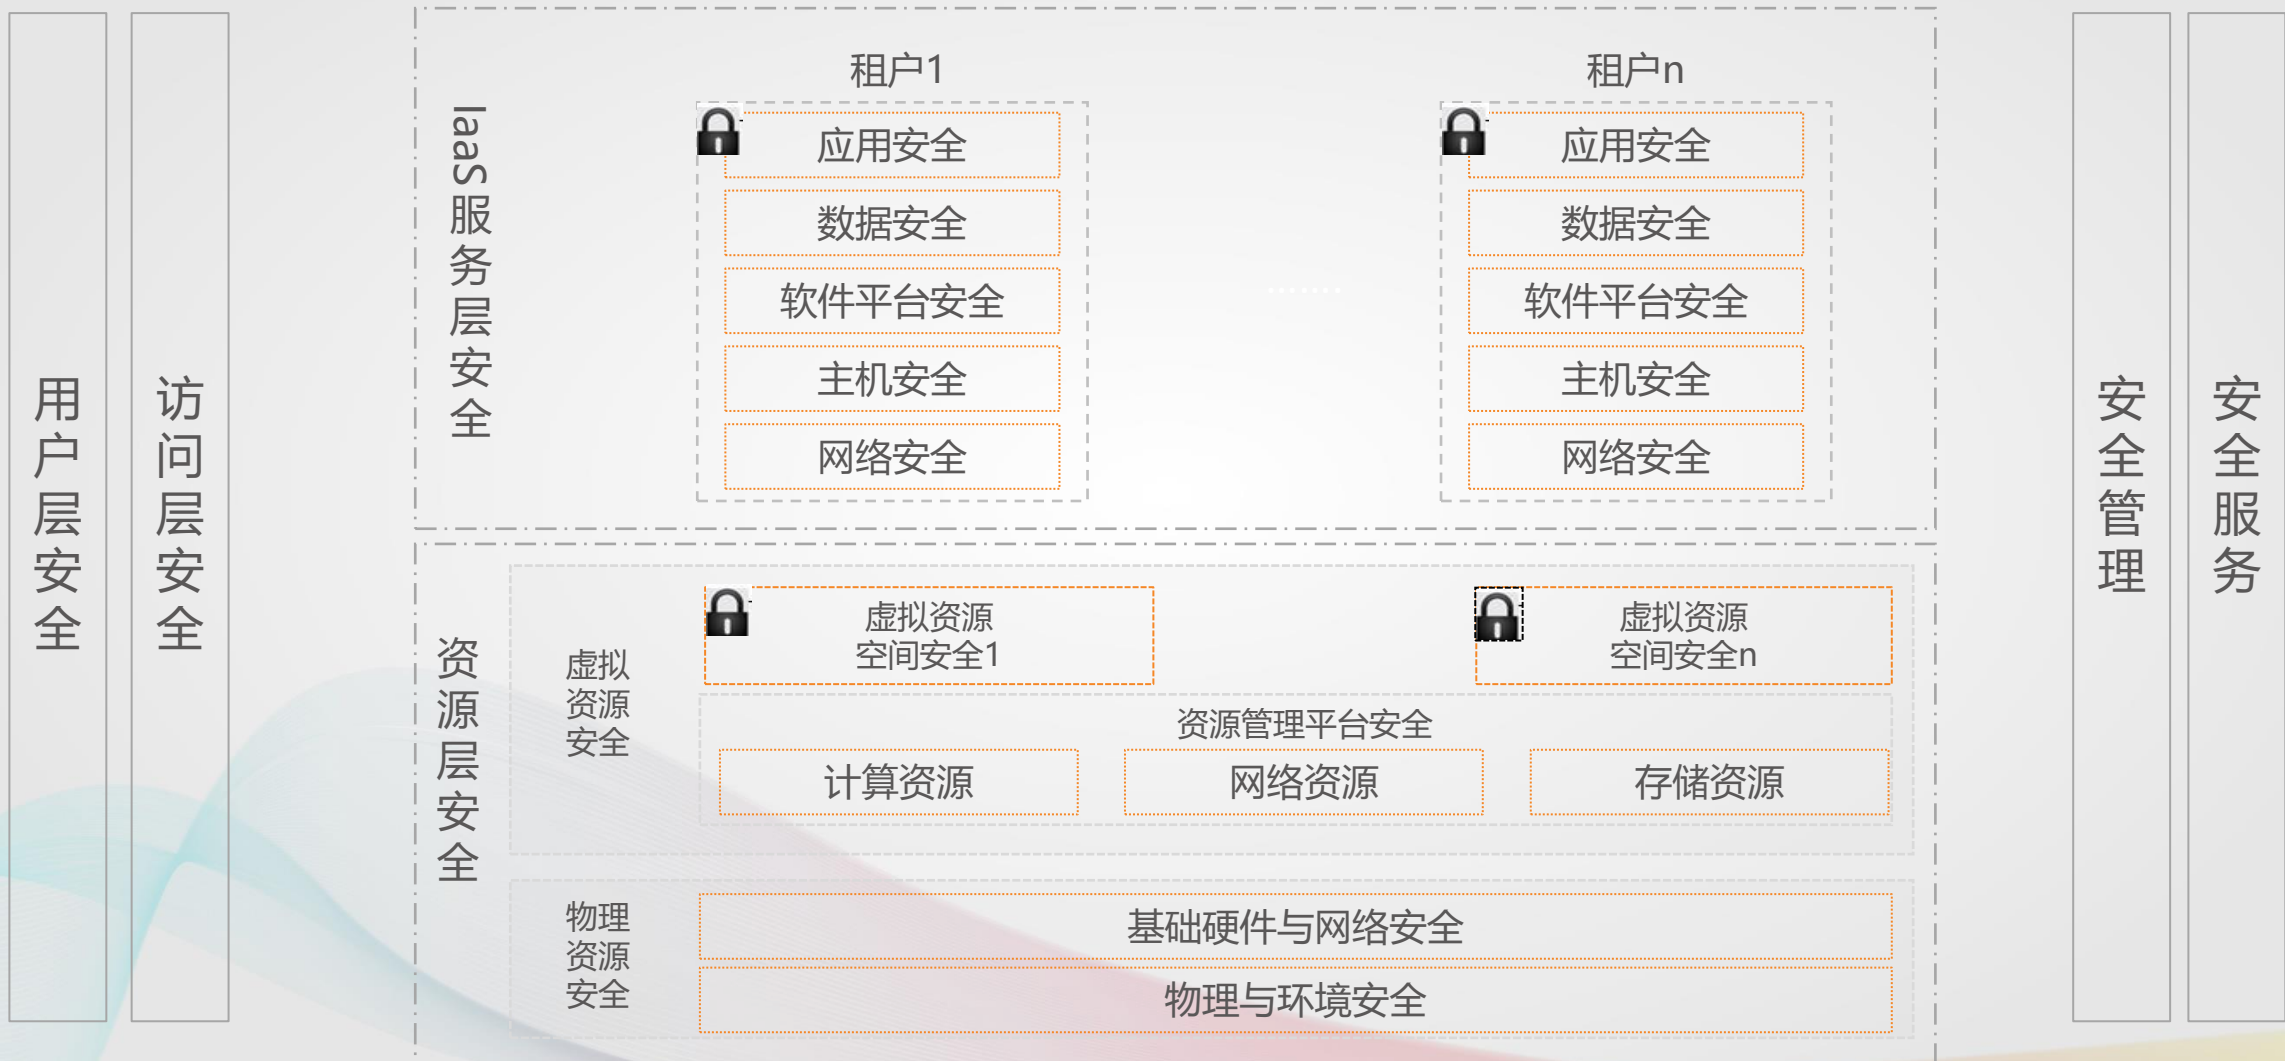 用户层安全
访问层安全
IaaS服务层安全
租户1
应用安全
数据安全
软件平台安全
主机安全
网络安全
.......
租户n
应用安全
数据安全
软件平台安全
主机安全
网络安全
资源层安全
虚拟
资源
安全
虚拟资源
空间安全1
虚拟资源
空间安全n
资源管理平台安全
计算资源
网络资源
存储资源
物理
资源
安全
基础硬件与网络安全
物理与环境安全
安全管理
安全服务